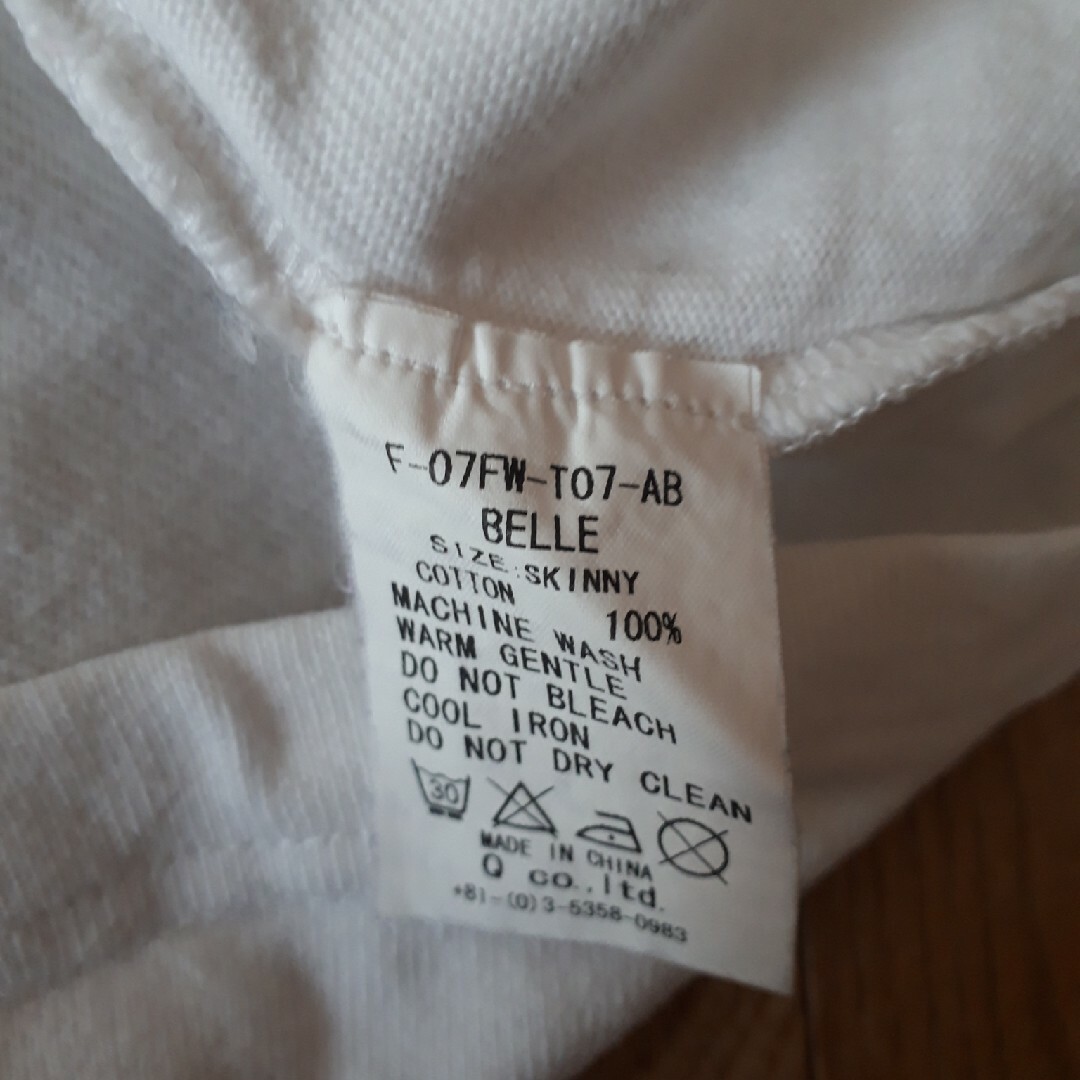 F-07FW-T07-AB
BELLE
SIZE:SKINNY
COTTON 100%
MACHINE WASH
WARM GENTLE
DO NOT BLEACH
COOL IRON
DO NOT DRY CLEAN
30
MADE IN CHINA
Q co.,ltd.
+81-(0)3-5358-0983